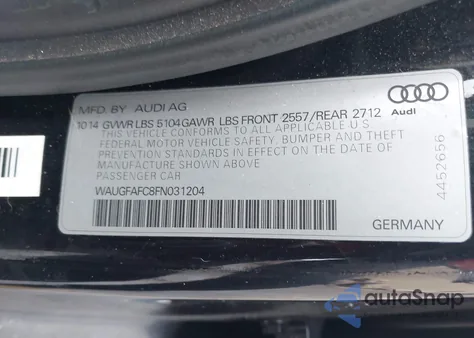 MFD. BY AUDI AG
10 14 GVWR LBS 5104 GAWR LBS FRONT 2557/REAR 2712
THIS VEHICLE CONFORMS TO ALL APPLICABLE U S
FEDERAL MOTOR VEHICLE SAFETY, BUMPER AND THEFT
PREVENTION STANDARDS IN EFFECT ON THE DATE OF
MANUFACTURE SHOWN ABOVE
PASSENGER CAR
WAUGFAFC8FN031204
GERMANY
Audi
4452656
autoSnap